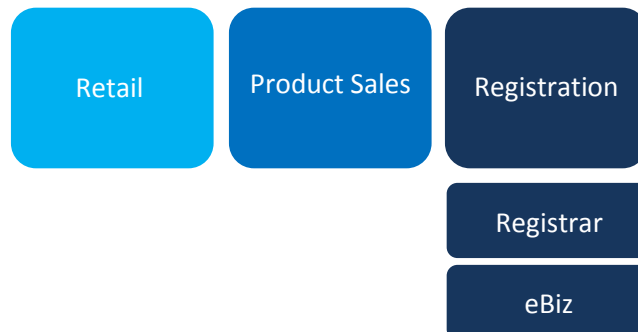 Retail
Product Sales
Registration
Registrar
eBiz